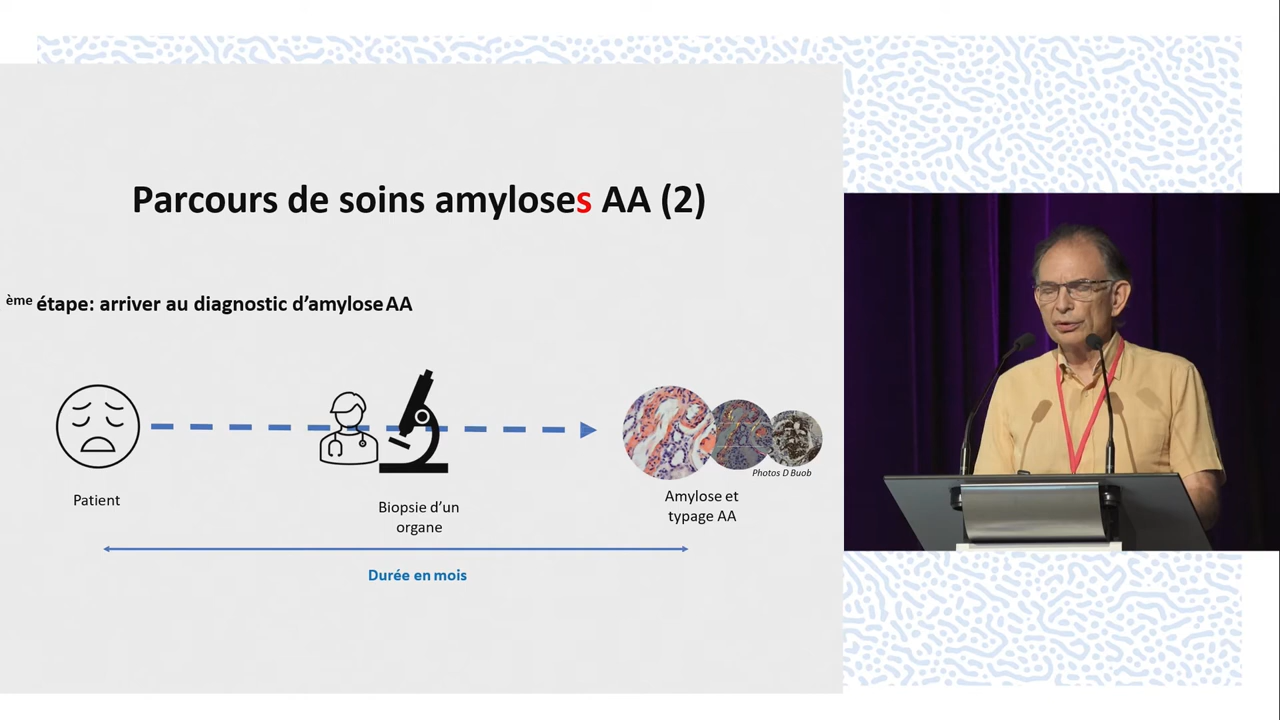 Parcours de soins amyloses AA (2)
ème étape: arriver au diagnostic d’amylose AA
Photos D Buob
Patient
Biopsie d’un
organe
Amylose et
typage AA
Durée en mois